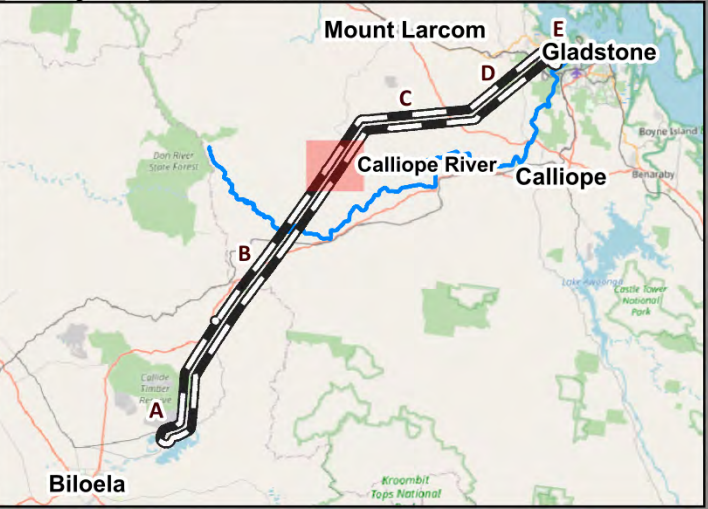 E
Mount Larcom
Gladstone
D
C
Boyne Island
Don River
State Forest
Calliope River
Calliope
Benaraby
B
Lake Awoonga
Castle Tower
National
Park
Callide
Timber
Reserve
A
Biloela
Kroombit
Tops National